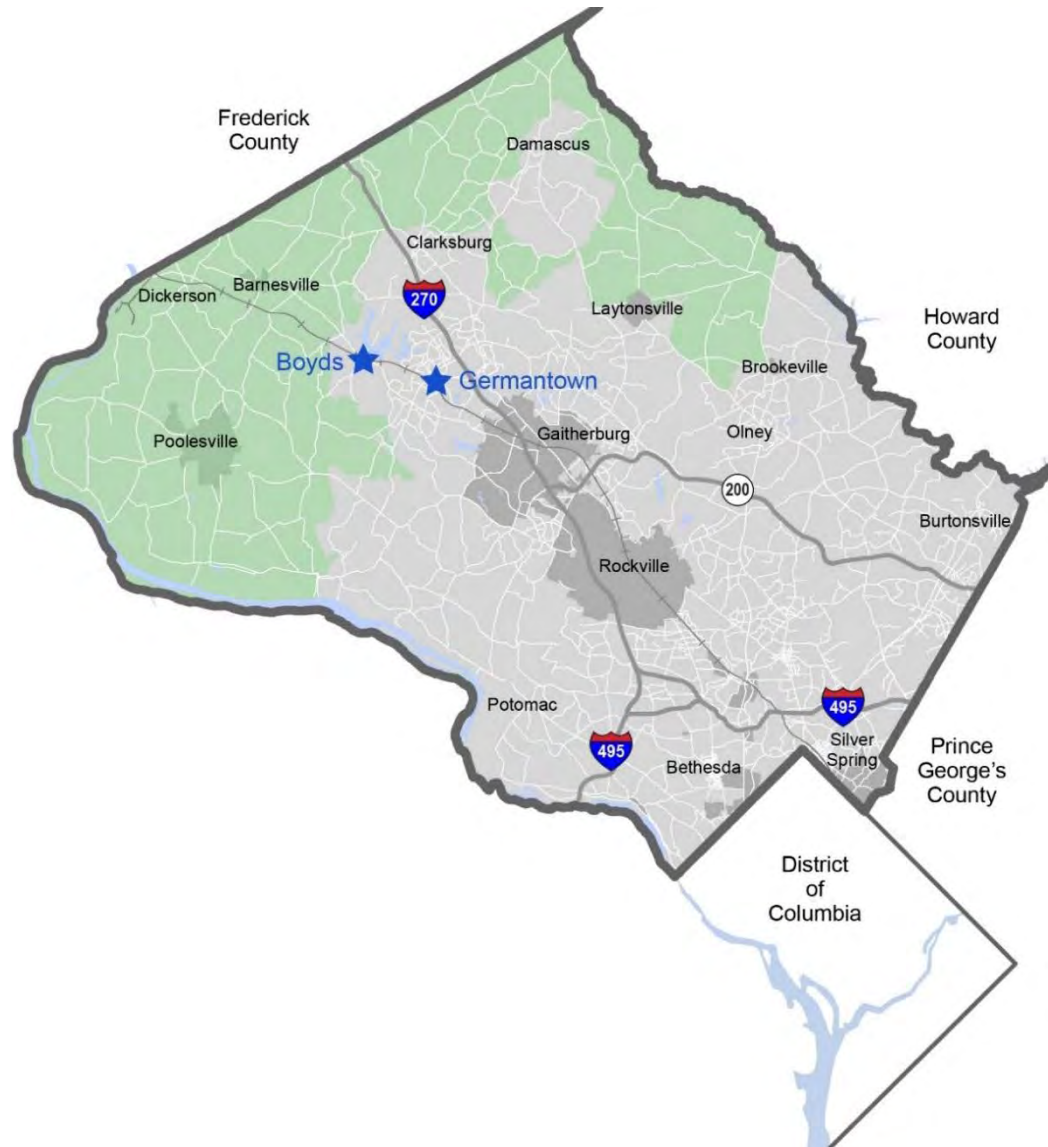 Frederick
County
Damascus
Clarksburg
Dickerson
Barnesville
270
Laytonsville
Howard
County
Boyds
Germantown
Brookeville
Poolesville
Gaitherburg
Olney
200
Burtonsville
Rockville
Potomac
495
495
Silver
Spring
Bethesda
Prince
George's
County
District
of
Columbia